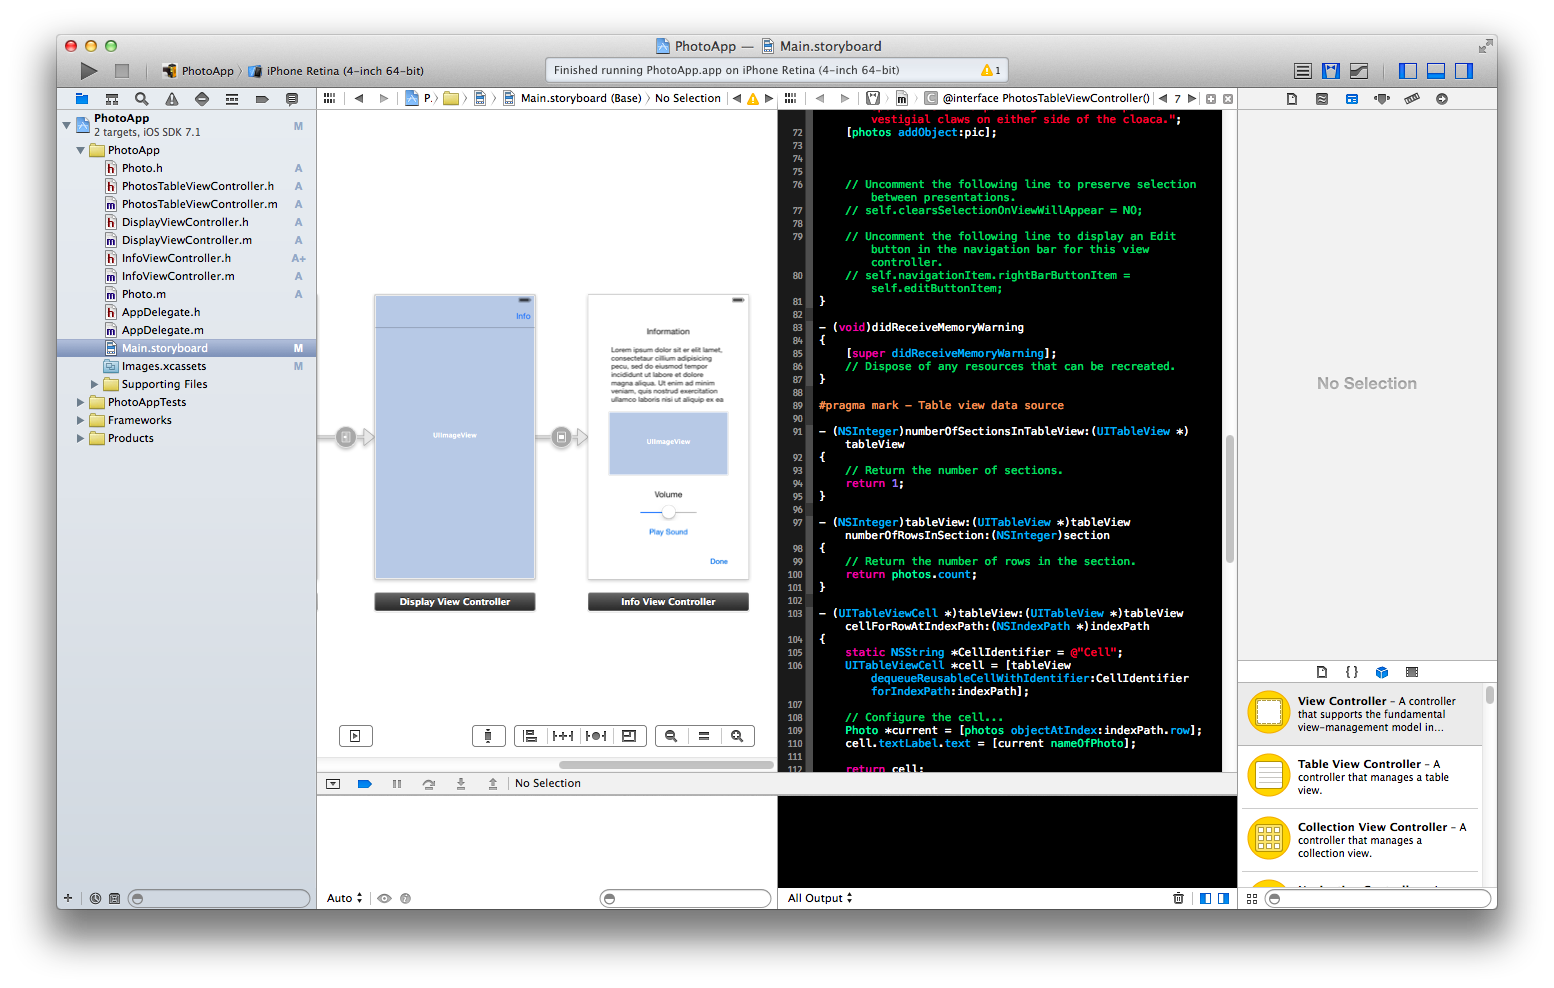 PhotoApp — Main.storyboard
PhotoApp › iPhone Retina (4-inch 64-bit)
Finished running PhotoApp.app on iPhone Retina (4-inch 64-bit)
1
P.
Main.storyboard (Base)
No Selection
@interface PhotosTableViewController()
7
PhotoApp
2 targets, iOS SDK 7.1
M
PhotoApp
h Photo.h A
h PhotosTableViewController.h A
m PhotosTableViewController.m A
h DisplayViewController.h A
m DisplayViewController.m A
h InfoViewController.h A+
m InfoViewController.m A
m Photo.m A
h AppDelegate.h
m AppDelegate.m
Main.storyboard M
Images.xcassets M
Supporting Files
PhotoAppTests
Frameworks
Products
Info
UIImageView
Display View Controller
Information
Lorem ipsum dolor sit er elit lamet,
consectetaur cillium adipisicing
pecu, sed do eiusmod tempor
incididunt ut labore et dolore
magna aliqua. Ut enim ad minim
veniam, quis nostrud exercitation
ullamco laboris nisi ut aliquip ex ea
UIImageView
Volume
Play Sound
Done
Info View Controller
vestigial claws on either side of the cloaca.";
72 [photos addObject:pic];
73
74
75
76 // Uncomment the following line to preserve selection
between presentations.
77 // self.clearsSelectionOnViewWillAppear = NO;
78
79 // Uncomment the following line to display an Edit
button in the navigation bar for this view
controller.
80 // self.navigationItem.rightBarButtonItem =
self.editButtonItem;
81 }
82
83 - (void)didReceiveMemoryWarning
84 {
85 [super didReceiveMemoryWarning];
86 // Dispose of any resources that can be recreated.
87 }
88
89 #pragma mark - Table view data source
90
91 - (NSInteger)numberOfSectionsInTableView:(UITableView *)
tableView
92 {
93 // Return the number of sections.
94 return 1;
95 }
96
97 - (NSInteger)tableView:(UITableView *)tableView
numberOfRowsInSection:(NSInteger)section
98 {
99 // Return the number of rows in the section.
100 return photos.count;
101 }
102
103 - (UITableViewCell *)tableView:(UITableView *)tableView
cellForRowAtIndexPath:(NSIndexPath *)indexPath
104 {
105 static NSString *CellIdentifier = @"Cell";
106 UITableViewCell *cell = [tableView
dequeueReusableCellWithIdentifier:CellIdentifier
forIndexPath:indexPath];
107
108 // Configure the cell...
109 Photo *current = [photos objectAtIndex:indexPath.row];
110 cell.textLabel.text = [current nameOfPhoto];
111
112 return cell;
No Selection
No Selection
{ }
View Controller – A controller
that supports the fundamental
view-management model in...
Table View Controller – A
controller that manages a table
view.
Collection View Controller – A
controller that manages a
collection view.
Auto
All Output